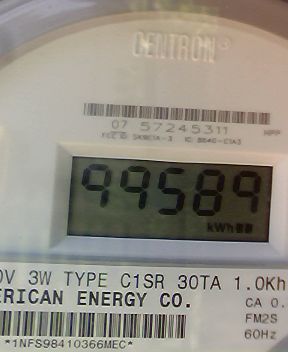 CENTRON
07 57245311 NPP
99589
kWh
0V 3W TYPE C1SR 30TA 1.0Kh
ERICAN ENERGY CO.
CA 0.
FM2S
60Hz
*1NFS98410366MEC*